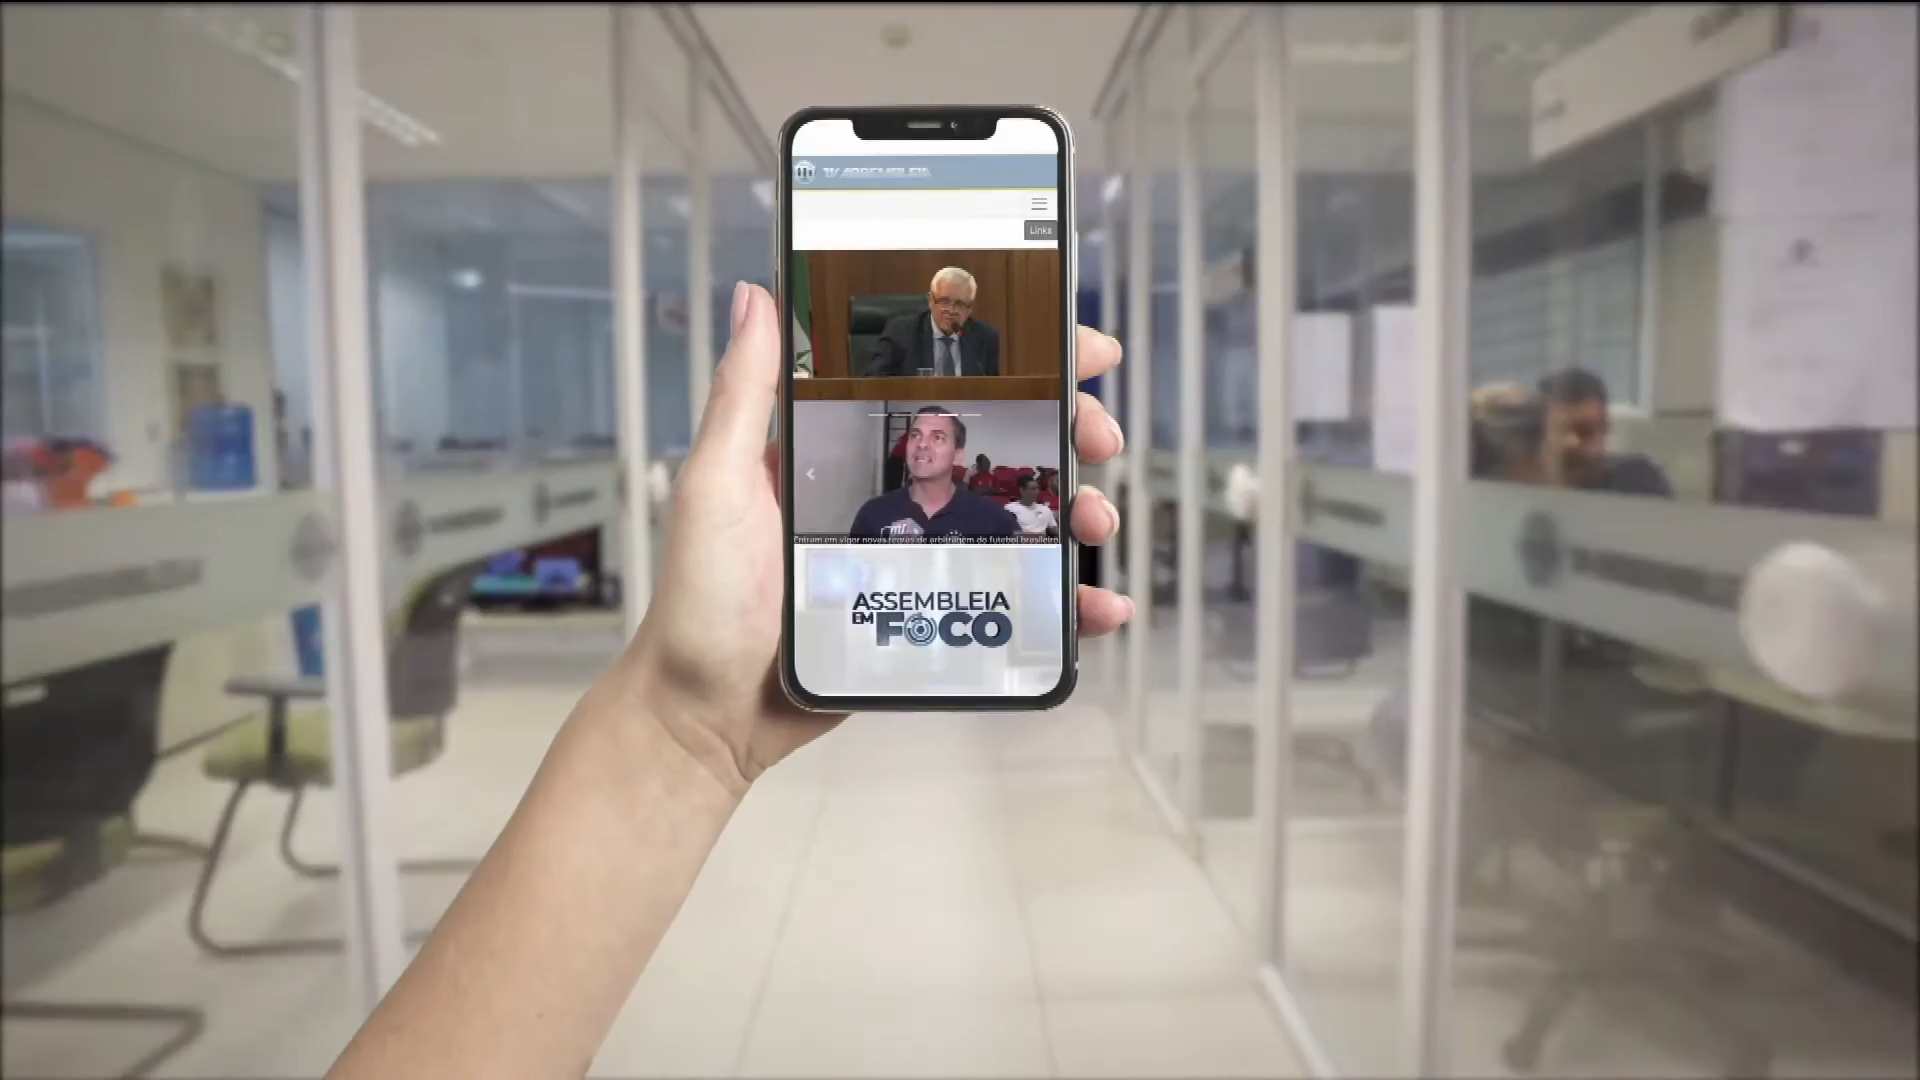 TV ASSEMBLEIA
Links
Entram em vigor novas regras de arbitragem do futebol brasileiro
ASSEMBLEIA
EM
FOCO